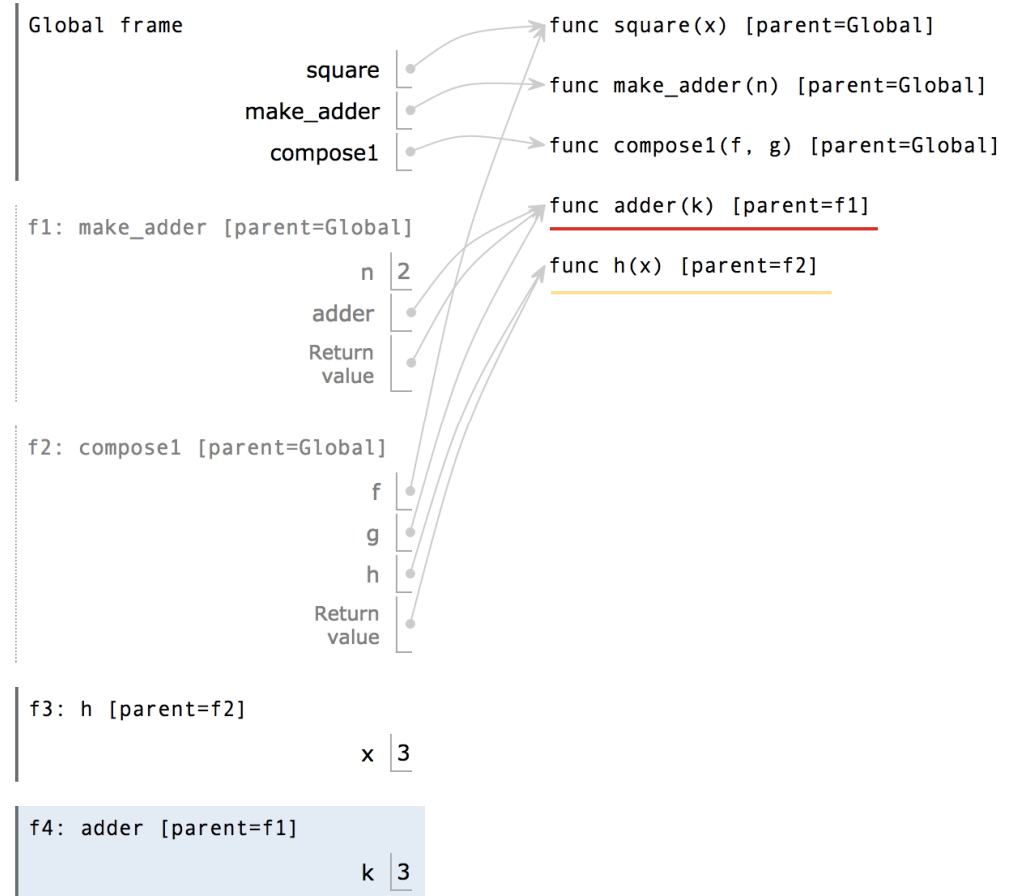 Global frame
func square(x) [parent=Global]
square
func make_adder(n) [parent=Global]
make_adder
func compose1(f, g) [parent=Global]
compose1
func adder(k) [parent=f1]
f1: make_adder [parent=Global]
func h(x) [parent=f2]
n 2
adder
Return
value
f2: compose1 [parent=Global]
f
g
h
Return
value
f3: h [parent=f2]
x 3
f4: adder [parent=f1]
k 3